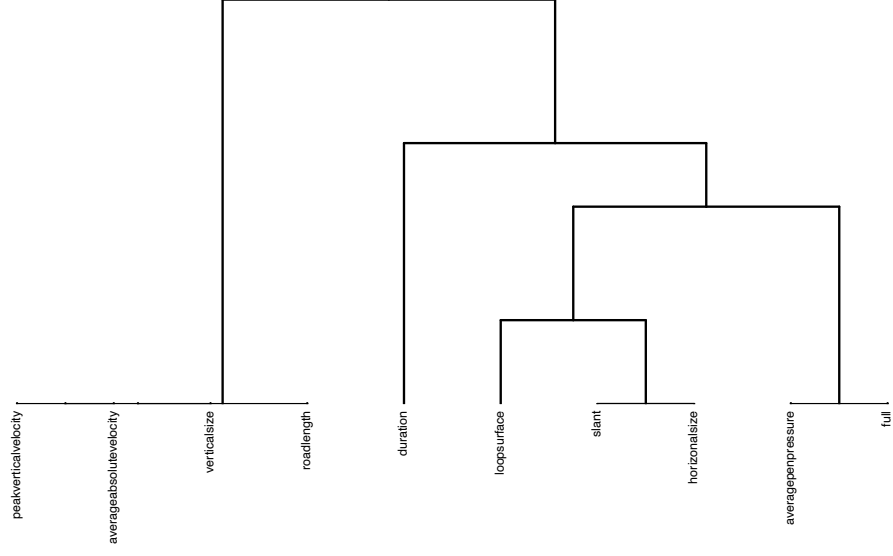 peakverticalvelocity
averageabsolutevelocity
verticalsize
roadlength
duration
loopsurface
slant
horizonalsize
averagepenpressure
full